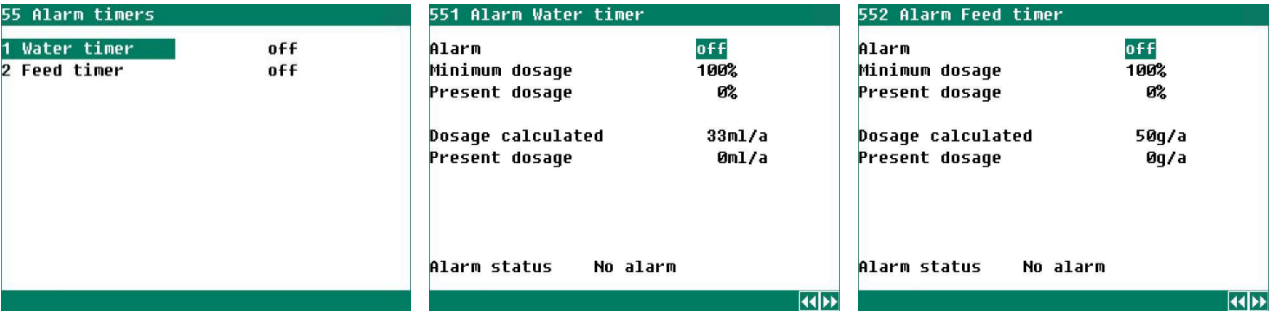 55 Alarm timers
1 Water timer off
2 Feed timer off
551 Alarm Water timer
Alarm off
Minimum dosage 100%
Present dosage 0%
Dosage calculated 33ml/a
Present dosage 0ml/a
Alarm status No alarm
552 Alarm Feed timer
Alarm off
Minimum dosage 100%
Present dosage 0%
Dosage calculated 50g/a
Present dosage 0g/a
Alarm status No alarm